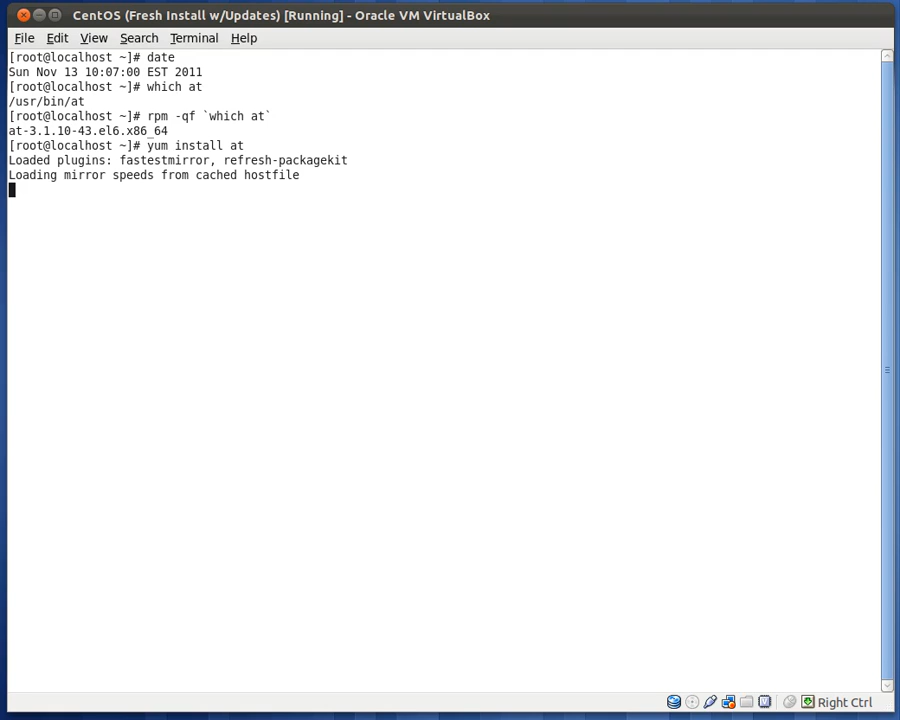 CentOS (Fresh Install w/Updates) [Running] - Oracle VM VirtualBox
File Edit View Search Terminal Help
[root@localhost ~]# date
Sun Nov 13 10:07:00 EST 2011
[root@localhost ~]# which at
/usr/bin/at
[root@localhost ~]# rpm -qf `which at`
at-3.1.10-43.el6.x86_64
[root@localhost ~]# yum install at
Loaded plugins: fastestmirror, refresh-packagekit
Loading mirror speeds from cached hostfile
Right Ctrl